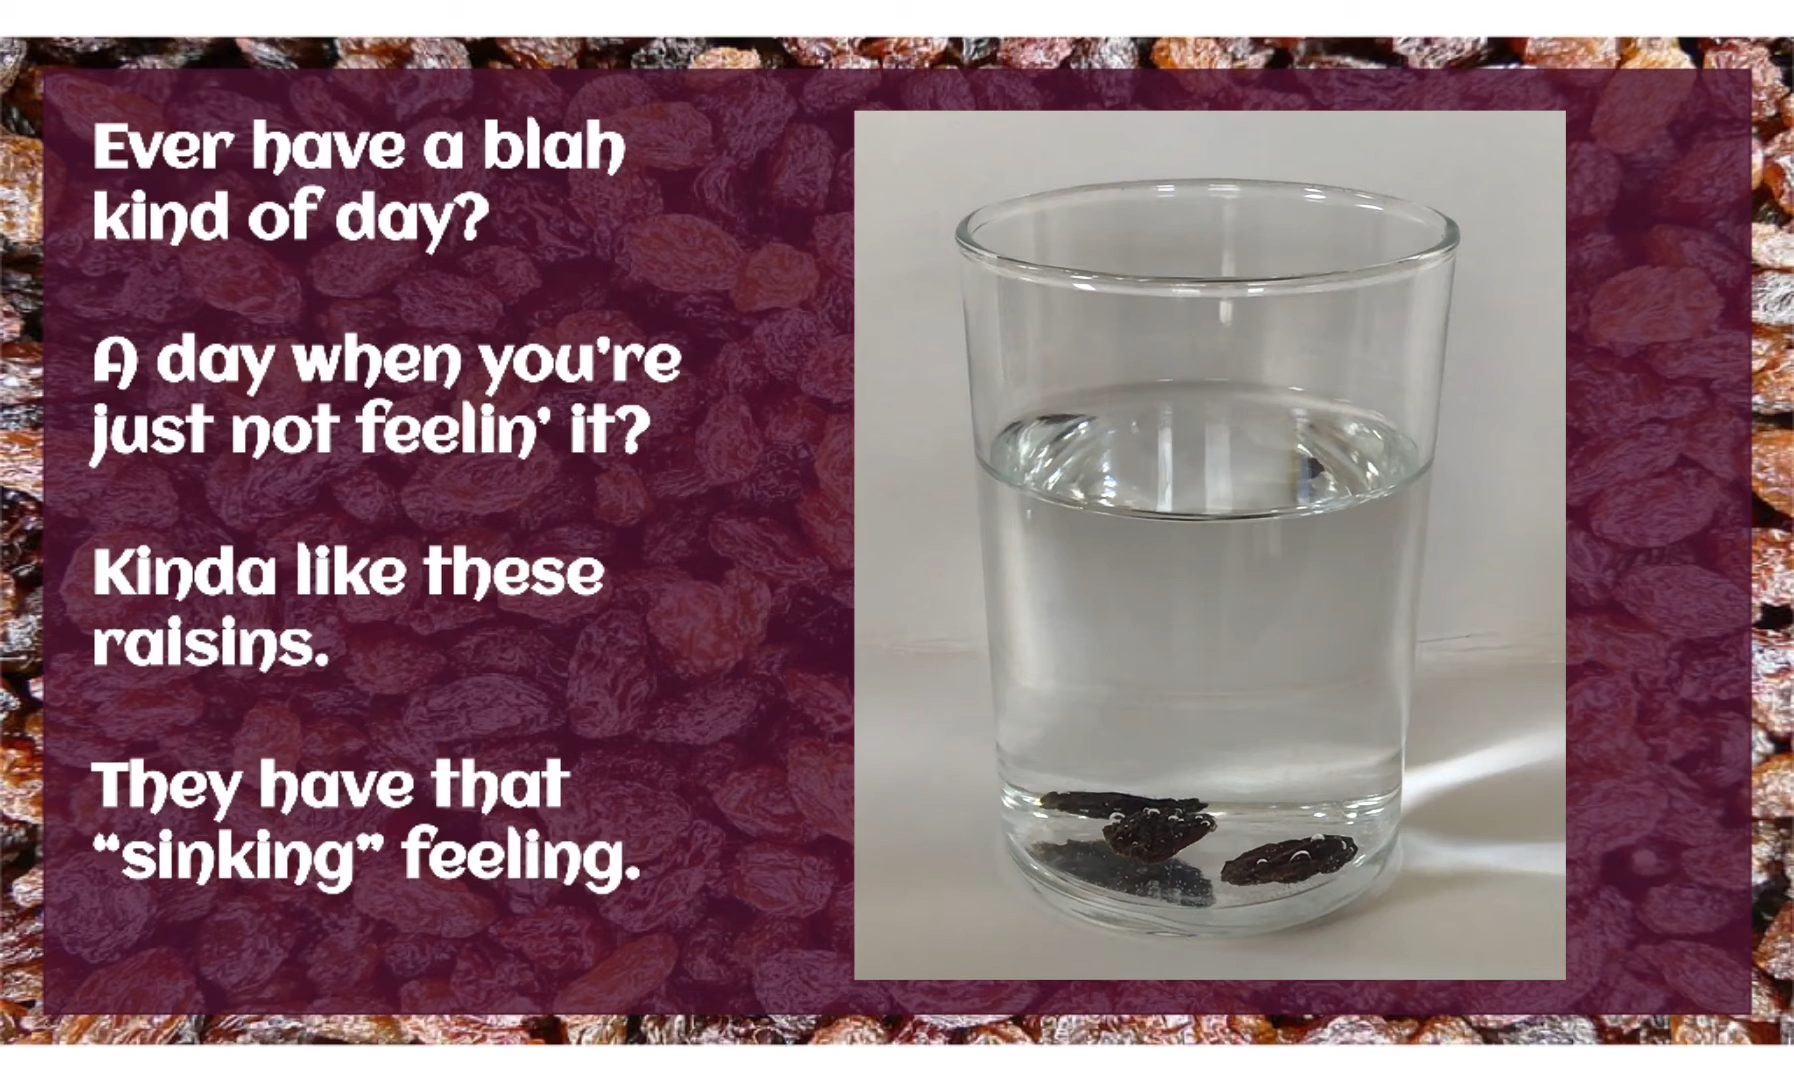 Ever have a blah
kind of day?
A day when you're
just not feelin’ it?
Kinda like these
raisins.
They have that
“sinking” feeling.